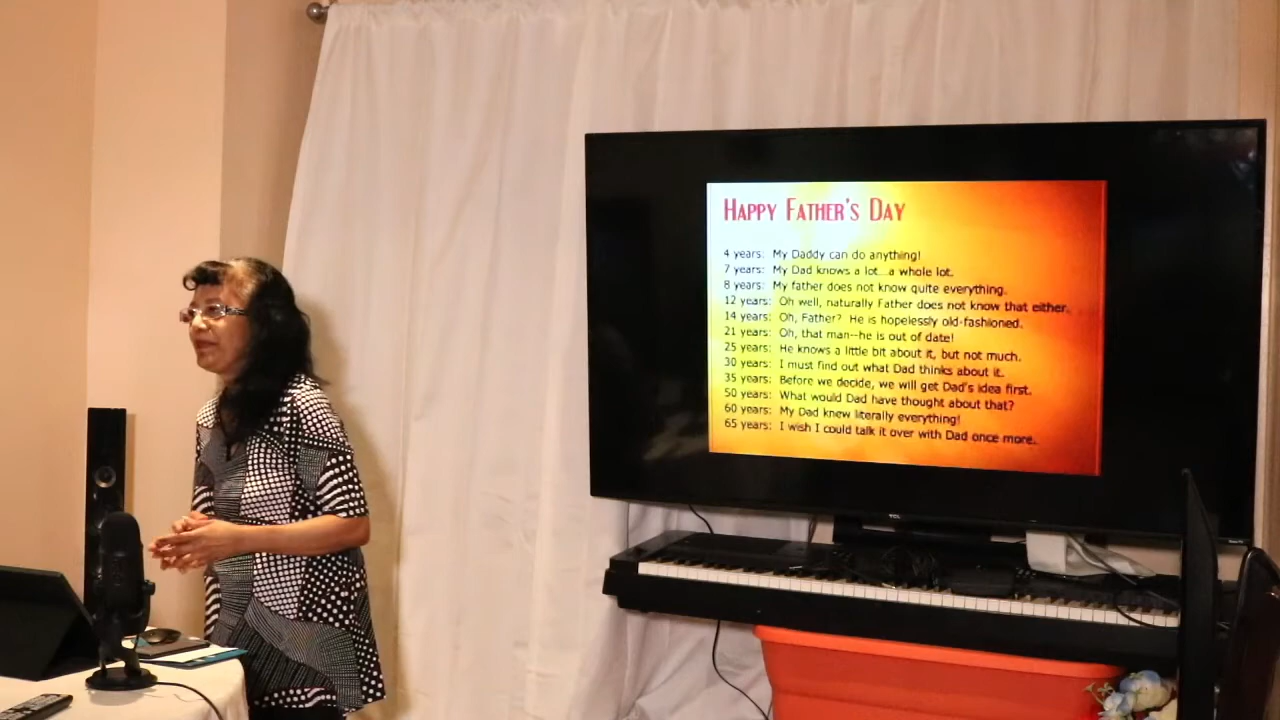 Happy Father's Day
4 years: My Daddy can do anything!
7 years: My Dad knows a lot...a whole lot.
8 years: My father does not know quite everything.
12 years: Oh well, naturally Father does not know that either.
14 years: Oh, Father? He is hopelessly old-fashioned.
21 years: Oh, that man--he is out of date!
25 years: He knows a little bit about it, but not much.
30 years: I must find out what Dad thinks about it.
35 years: Before we decide, we will get Dad's idea first.
50 years: What would Dad have thought about that?
60 years: My Dad knew literally everything!
65 years: I wish I could talk it over with Dad once more.
TCL